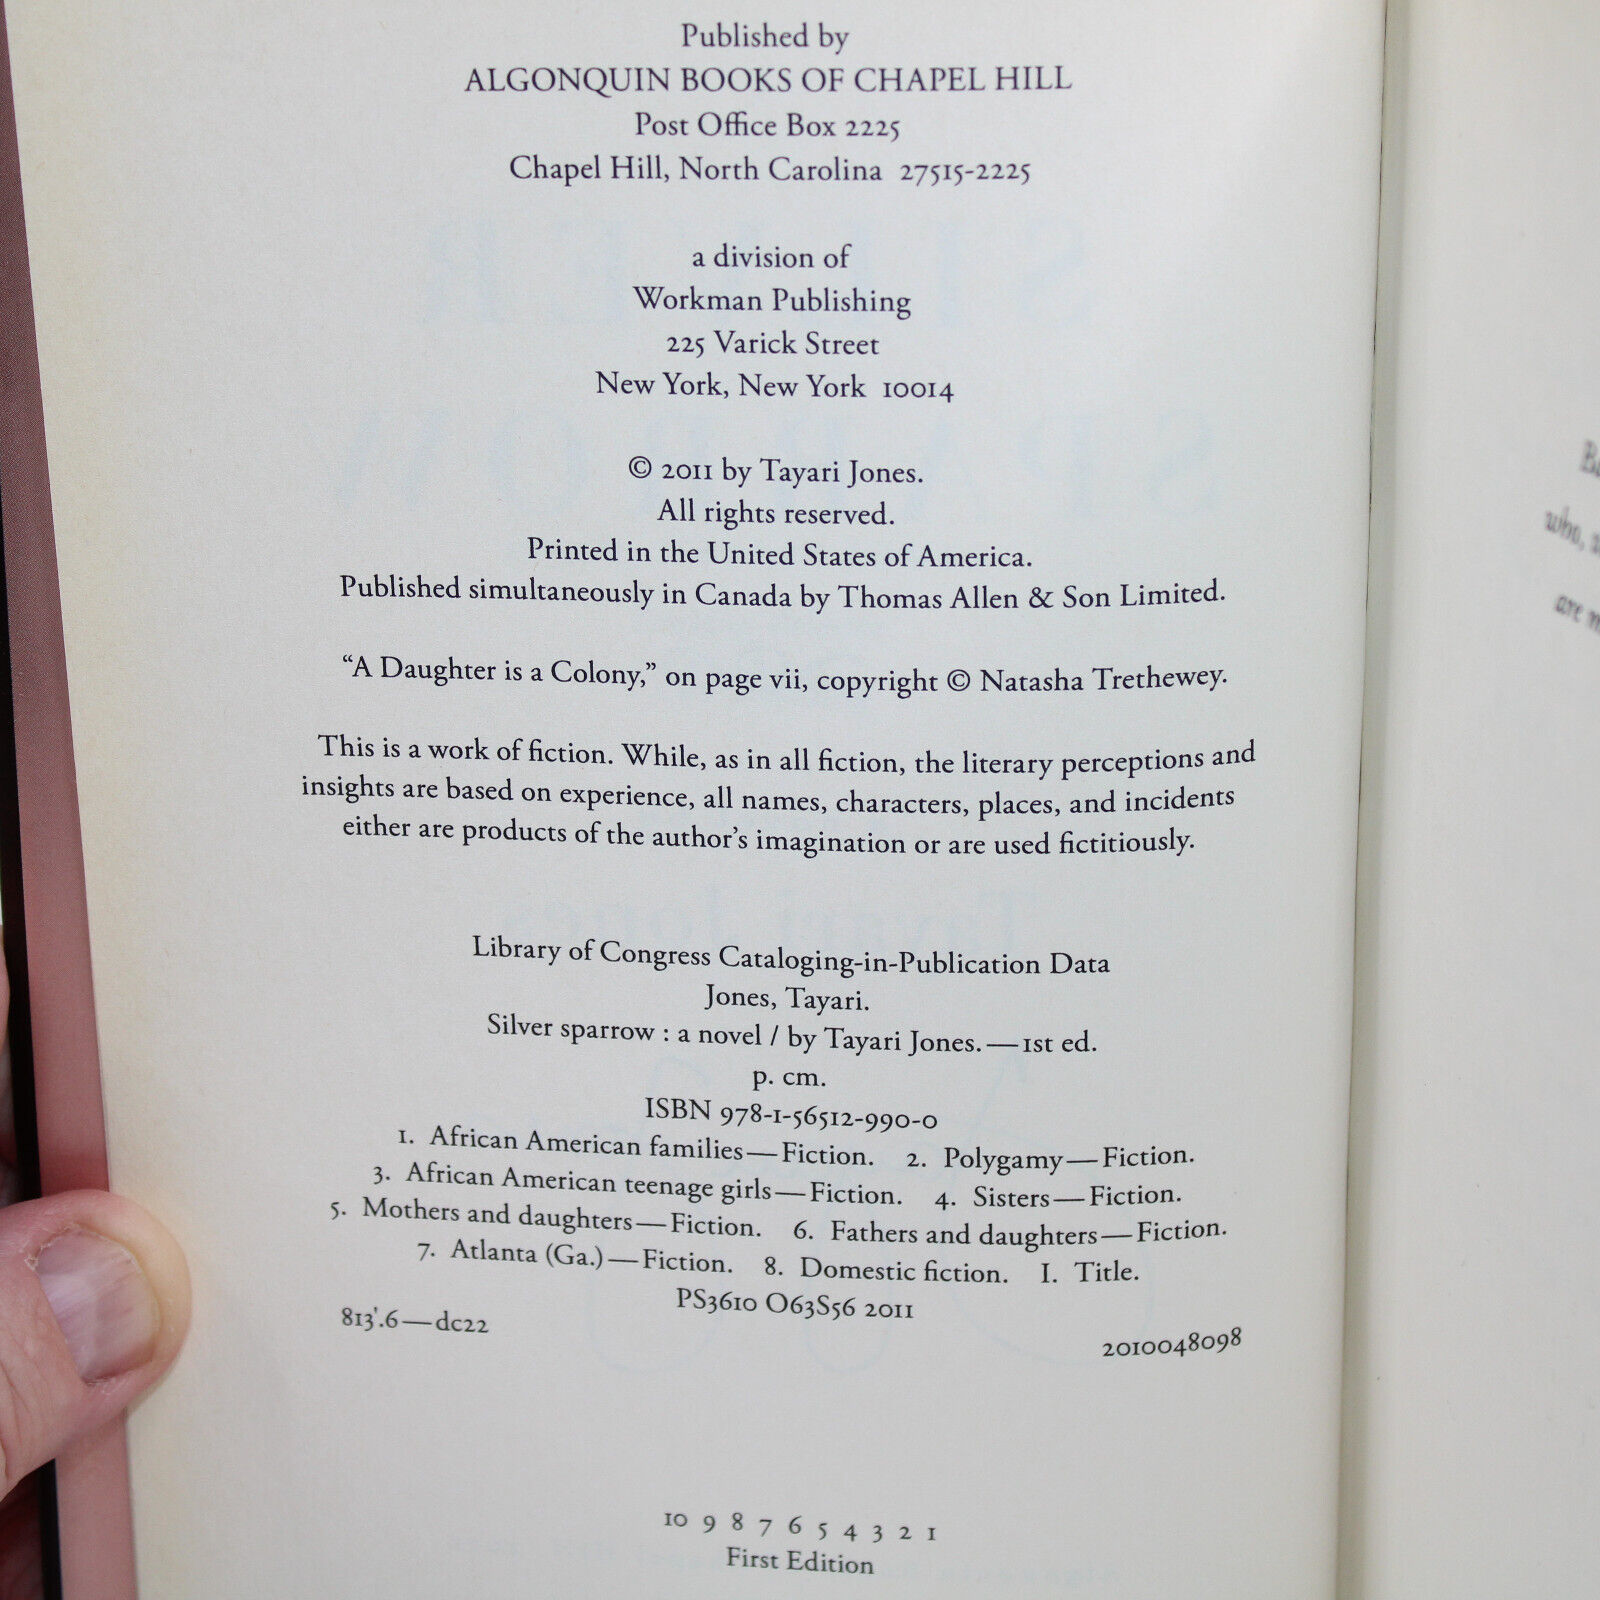 Published by
ALGONQUIN BOOKS OF CHAPEL HILL
Post Office Box 2225
Chapel Hill, North Carolina 27515-2225
a division of
Workman Publishing
225 Varick Street
New York, New York 10014
© 2011 by Tayari Jones.
All rights reserved.
Printed in the United States of America.
Published simultaneously in Canada by Thomas Allen & Son Limited.
“A Daughter is a Colony,” on page vii, copyright © Natasha Trethewey.
This is a work of fiction. While, as in all fiction, the literary perceptions and
insights are based on experience, all names, characters, places, and incidents
either are products of the author’s imagination or are used fictitiously.
Library of Congress Cataloging-in-Publication Data
Jones, Tayari.
Silver sparrow : a novel / by Tayari Jones.—1st ed.
p. cm.
ISBN 978-1-56512-990-0
1. African American families—Fiction. 2. Polygamy—Fiction.
3. African American teenage girls—Fiction. 4. Sisters—Fiction.
5. Mothers and daughters—Fiction. 6. Fathers and daughters—Fiction.
7. Atlanta (Ga.)—Fiction. 8. Domestic fiction. I. Title.
PS3610 O63S56 2011
813'.6—dc22
2010048098
10 9 8 7 6 5 4 3 2 1
First Edition
who,
are